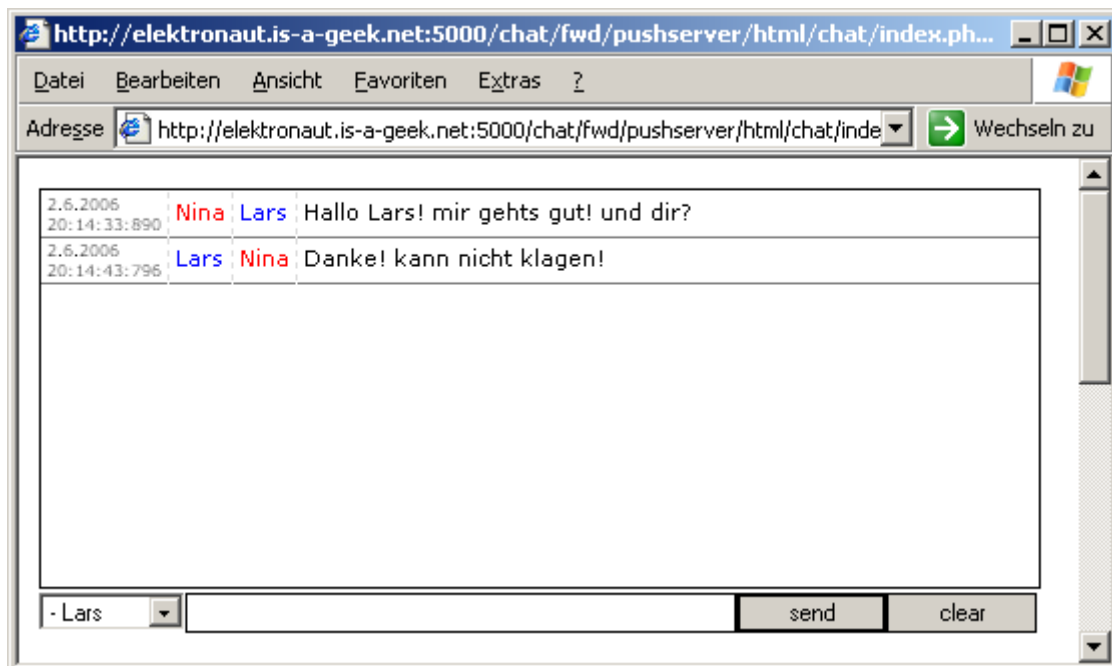 http://elektronaut.is-a-geek.net:5000/chat/fwd/pushserver/html/chat/index.ph...
Datei Bearbeiten Ansicht Favoriten Extras ?
Adresse http://elektronaut.is-a-geek.net:5000/chat/fwd/pushserver/html/chat/inde Wechseln zu
2.6.2006
20:14:33:890 Nina Lars Hallo Lars! mir gehts gut! und dir?
2.6.2006
20:14:43:796 Lars Nina Danke! kann nicht klagen!
- Lars send clear